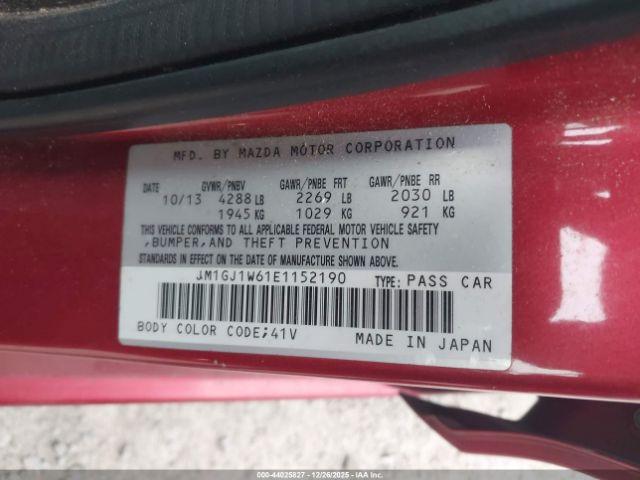 MFD. BY MAZDA MOTOR CORPORATION
DATE GVWR/PNBV GAWR/PNBE FRT GAWR/PNBE RR
10/13 4288 LB 2269 LB 2030 LB
1945 KG 1029 KG 921 KG
THIS VEHICLE CONFORMS TO ALL APPLICABLE FEDERAL MOTOR VEHICLE SAFETY
,BUMPER,AND THEFT PREVENTION
STANDARDS IN EFFECT ON THE DATE OF MANUFACTURE SHOWN ABOVE.
JM1GJ1W61E1152190 TYPE: PASS CAR
BODY COLOR CODE;41V MADE IN JAPAN
© 44025827 - 12/26/2025 - IAAI.COM